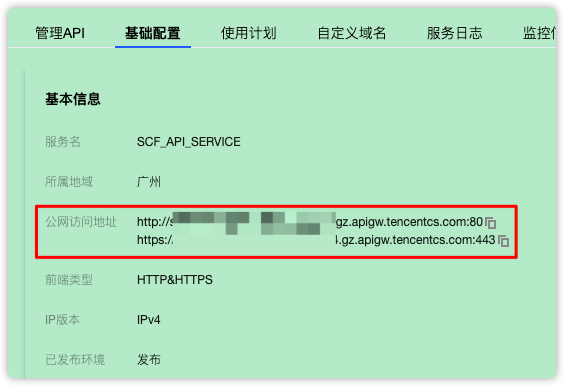 管理API 基础配置 使用计划 自定义域名 服务日志 监控
基本信息
服务名 SCF_API_SERVICE
所属地域 广州
公网访问地址 http://s gz.apigw.tencentcs.com:80
https:/ .gz.apigw.tencentcs.com:443
前端类型 HTTP&HTTPS
IP版本 IPv4
已发布环境 发布